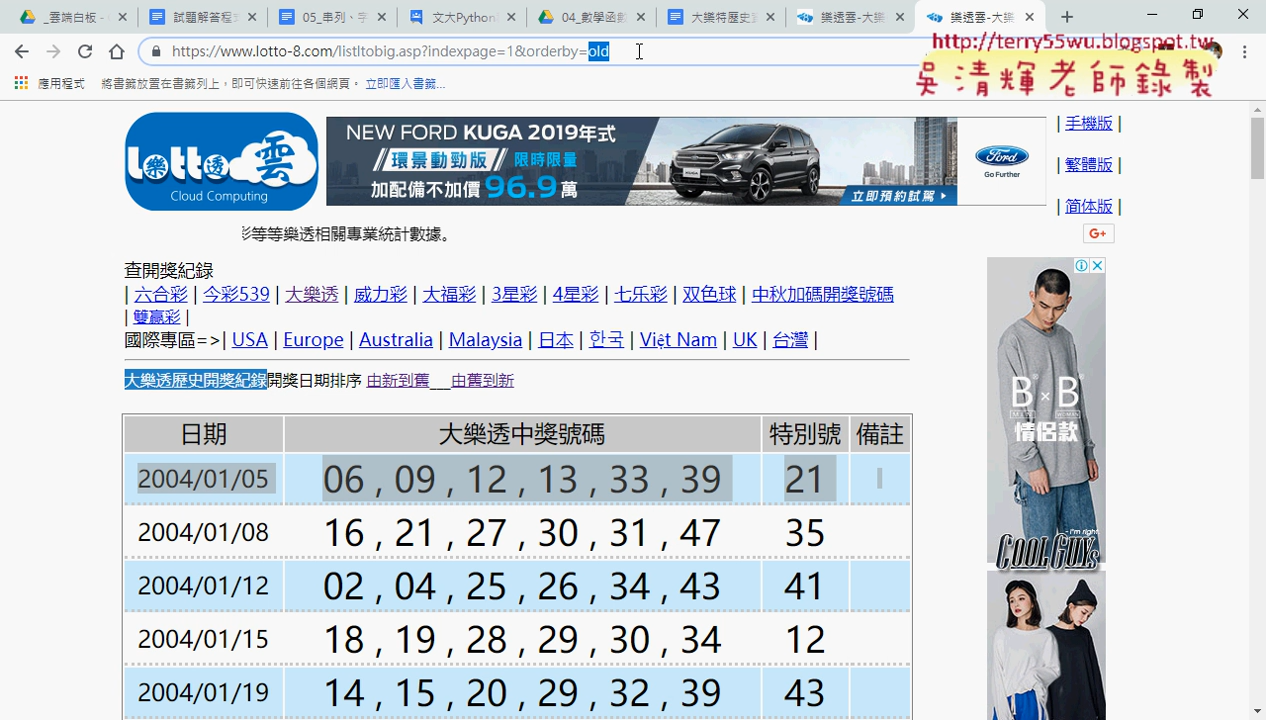 _雲端白板 -
試題解答程式
05_串列、字
文大Python
04_數學函數
大樂特歷史
樂透雲-大樂
樂透雲-大樂
https://www.lotto-8.com/listltobig.asp?indexpage=1&orderby=old
http://terry55wu.blogspot.tw
吳清輝老師錄製
應用程式 將書籤放置在書籤列上，即可快速前往各個網頁。 立即匯入書籤...
Lotto 樂透雲
Cloud Computing
NEW FORD KUGA 2019年式
環景動勁版 限時限量
加配備不加價 96.9 萬
Ford
Go Further
立即預約試駕
| 手機版 |
| 繁體版 |
| 简体版 |
等等樂透相關專業統計數據。
G+
查開獎紀錄
| 六合彩 | 今彩539 | 大樂透 | 威力彩 | 大福彩 | 3星彩 | 4星彩 | 七乐彩 | 双色球 | 中秋加碼開獎號碼
| 雙贏彩 |
國際專區=>| USA | Europe | Australia | Malaysia | 日本 | 한국 | Việt Nam | UK | 台灣 |
大樂透歷史開獎紀錄開獎日期排序 由新到舊___由舊到新
日期 大樂透中獎號碼 特別號 備註
2004/01/05 06 , 09 , 12 , 13 , 33 , 39 21
2004/01/08 16 , 21 , 27 , 30 , 31 , 47 35
2004/01/12 02 , 04 , 25 , 26 , 34 , 43 41
2004/01/15 18 , 19 , 28 , 29 , 30 , 34 12
2004/01/19 14 , 15 , 20 , 29 , 32 , 39 43
B × B
情侶款
- I'm right.
COOL GUYS